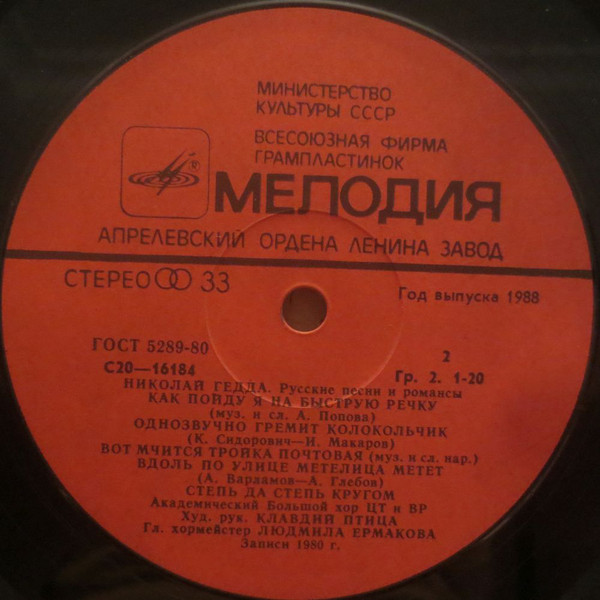 МИНИСТЕРСТВО
КУЛЬТУРЫ СССР
ВСЕСОЮЗНАЯ ФИРМА
ГРАМПЛАСТИНОК
МЕЛОДИЯ
АПРЕЛЕВСКИЙ ОРДЕНА ЛЕНИНА ЗАВОД
СТЕРЕО 33
Год выпуска 1988
ГОСТ 5289-80
2
С20—16184
Гр. 2. 1-20
НИКОЛАЙ ГЕДДА. Русские песни и романсы
КАК ПОЙДУ Я НА БЫСТРУЮ РЕЧКУ
(муз. и сл. А. Попова)
ОДНОЗВУЧНО ГРЕМИТ КОЛОКОЛЬЧИК
(К. Сидорович—И. Макаров)
ВОТ МЧИТСЯ ТРОЙКА ПОЧТОВАЯ (муз. и сл. нар.)
ВДОЛЬ ПО УЛИЦЕ МЕТЕЛИЦА МЕТЕТ
(А. Варламов—А. Глебов)
СТЕПЬ ДА СТЕПЬ КРУГОМ
Академический Большой хор ЦТ и ВР
Худ. рук. КЛАВДИЙ ПТИЦА
Гл. хормейстер ЛЮДМИЛА ЕРМАКОВА
Записи 1980 г.